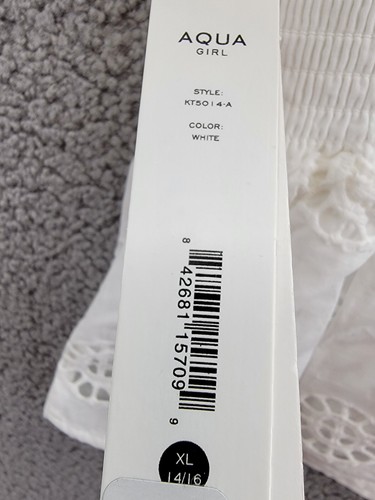 AQUA
GIRL
STYLE:
KT5014-A
COLOR:
WHITE
8 42681 15709 9
XL
14/16